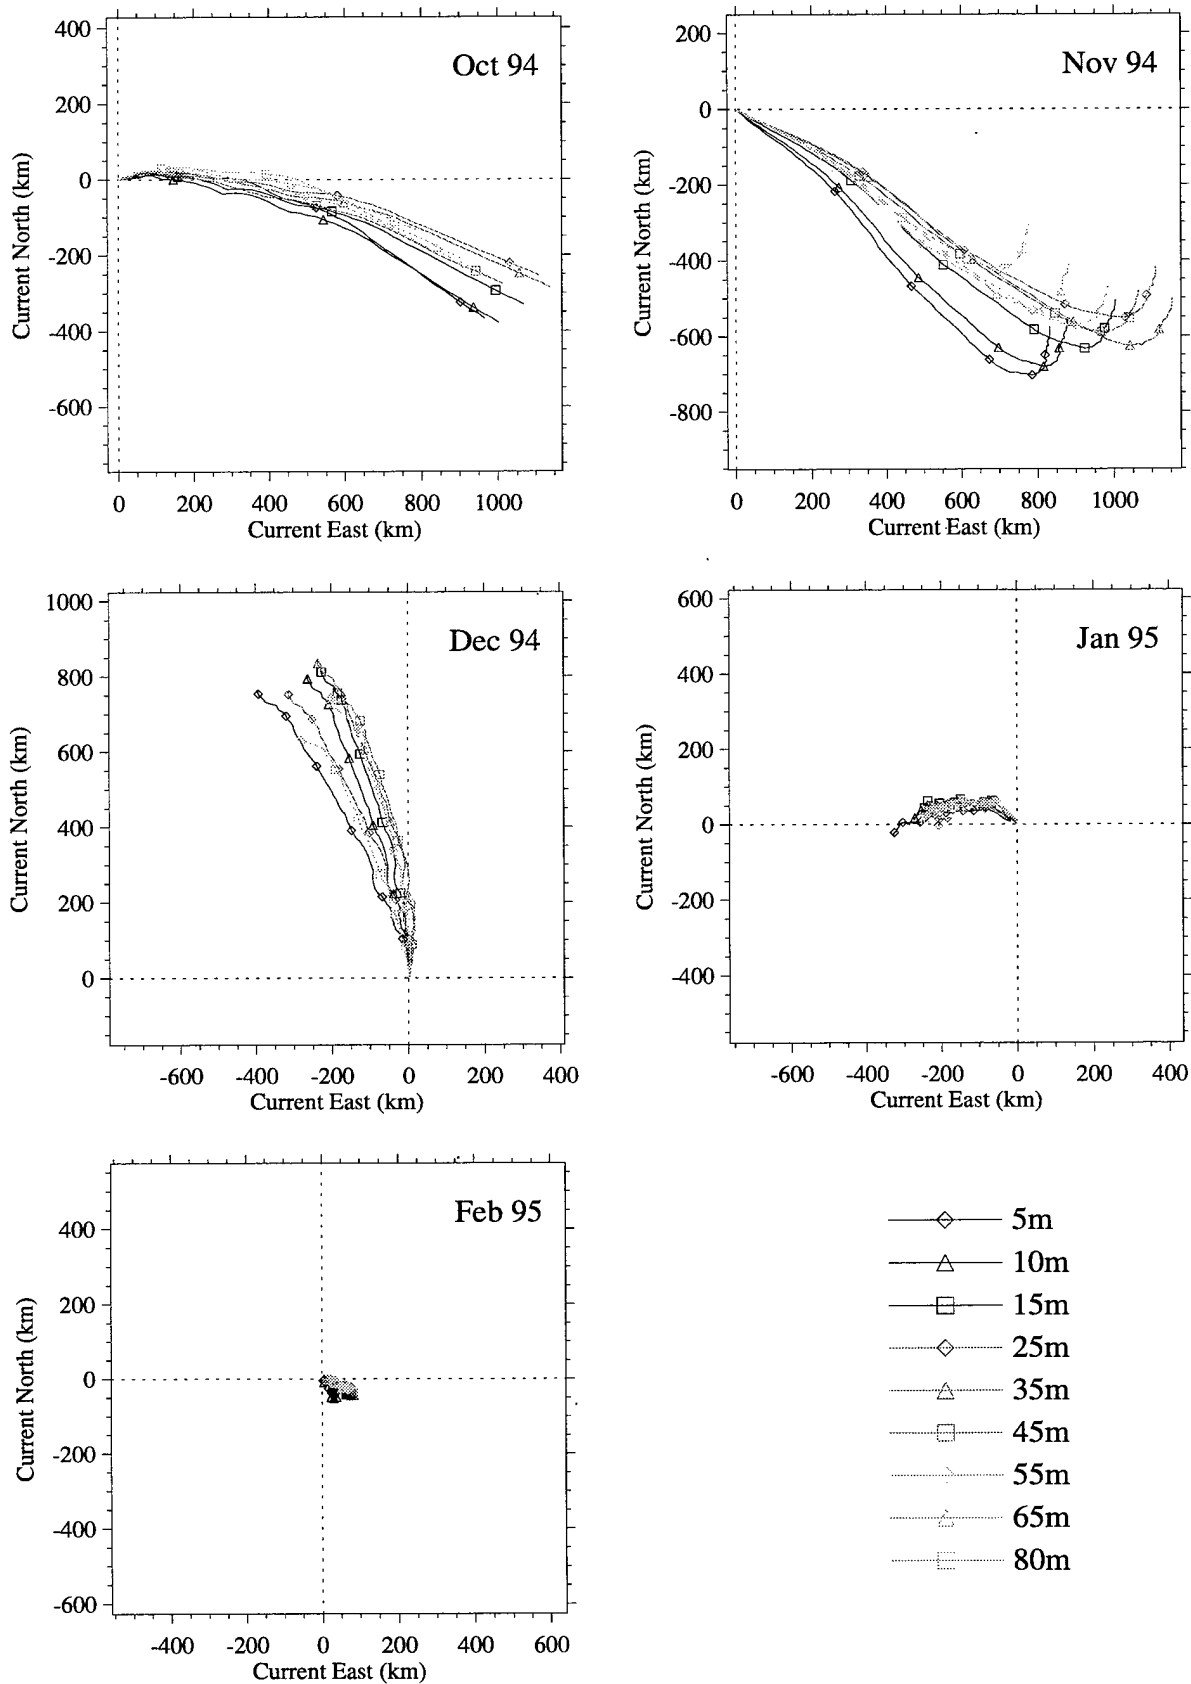 Oct 94
400
200
0
-200
-400
-600
Current North (km)
0 200 400 600 800 1000
Current East (km)
Nov 94
200
0
-200
-400
-600
-800
Current North (km)
0 200 400 600 800 1000
Current East (km)
Dec 94
1000
800
600
400
200
0
Current North (km)
-600 -400 -200 0 200 400
Current East (km)
Jan 95
600
400
200
0
-200
-400
Current North (km)
-600 -400 -200 0 200 400
Current East (km)
Feb 95
400
200
0
-200
-400
-600
Current North (km)
-400 -200 0 200 400 600
Current East (km)
5m
10m
15m
25m
35m
45m
55m
65m
80m